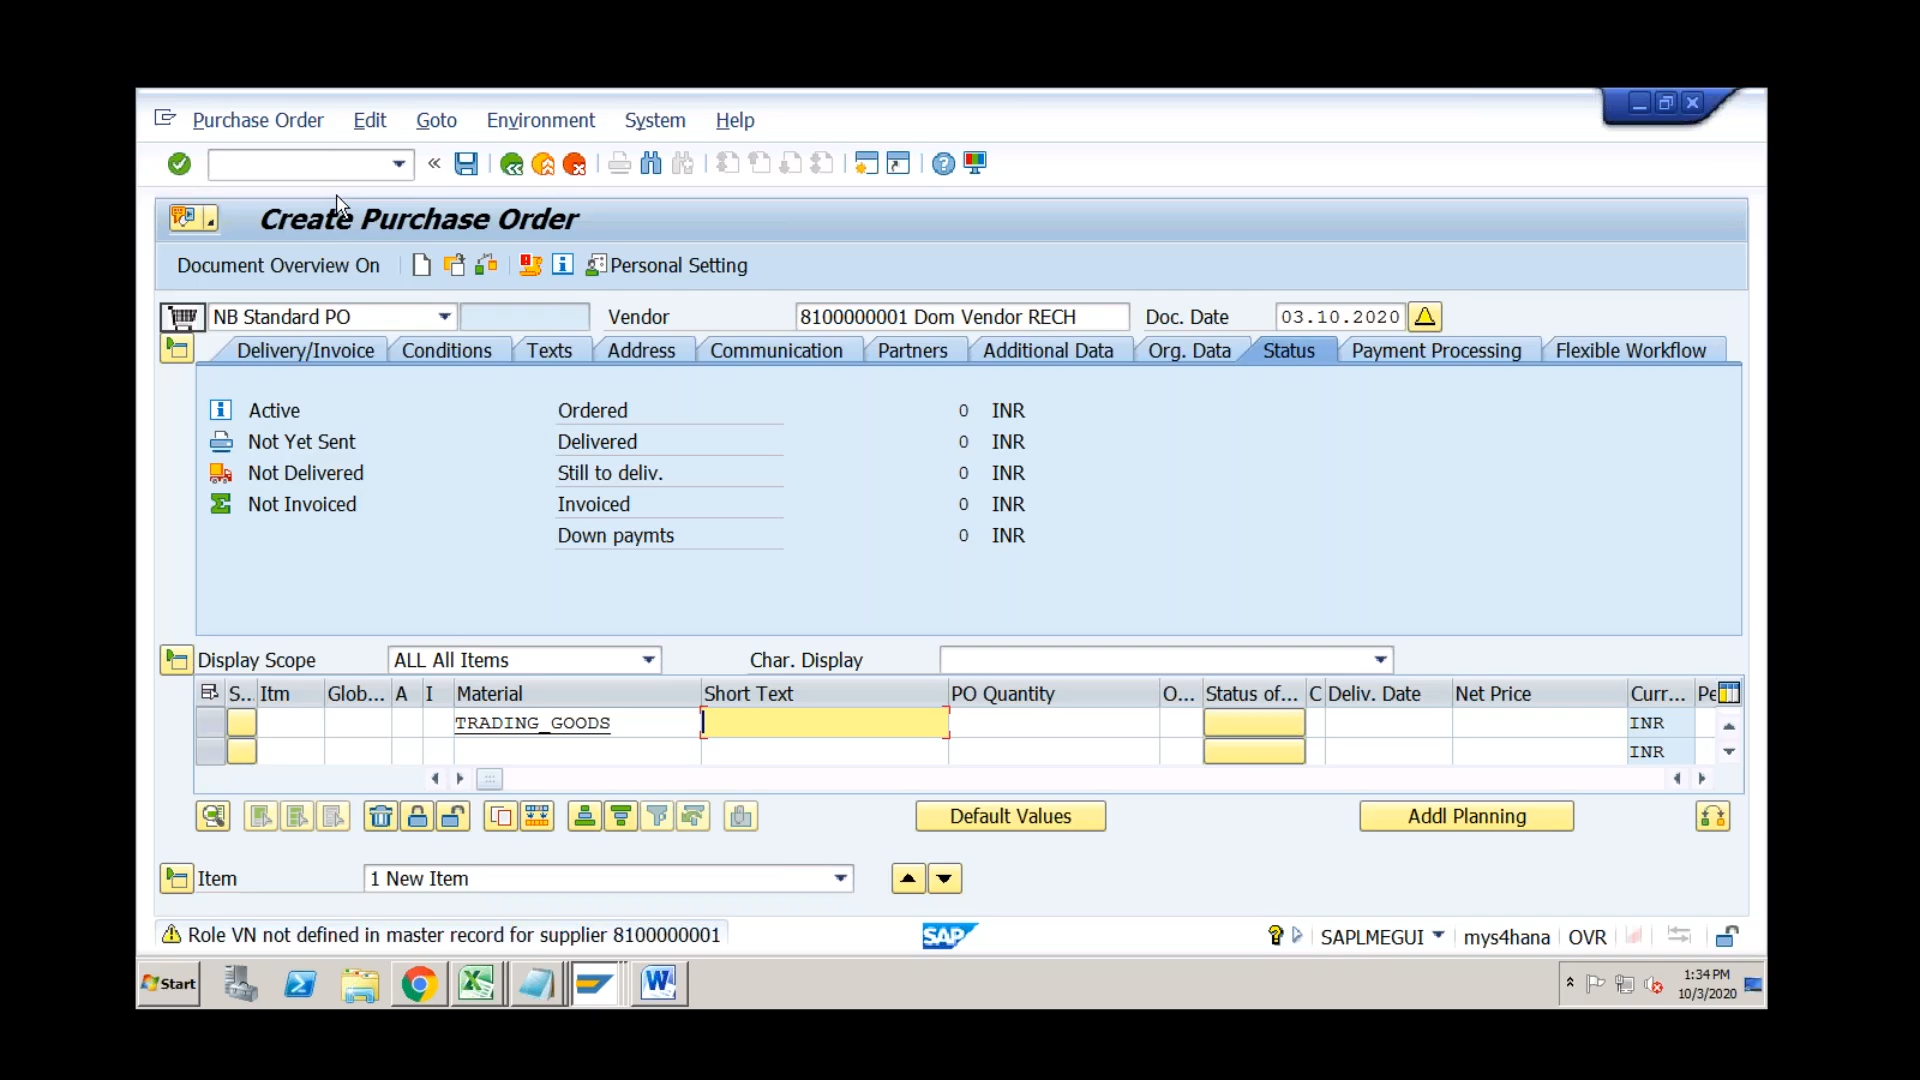 Purchase Order Edit Goto Environment System Help
Create Purchase Order
Document Overview On Personal Setting
NB Standard PO Vendor 8100000001 Dom Vendor RECH Doc. Date 03.10.2020
Delivery/Invoice Conditions Texts Address Communication Partners Additional Data Org. Data Status Payment Processing Flexible Workflow
Active Ordered 0 INR
Not Yet Sent Delivered 0 INR
Not Delivered Still to deliv. 0 INR
Not Invoiced Invoiced 0 INR
Down paymts 0 INR
Display Scope ALL All Items Char. Display
S... Itm Glob... A I Material Short Text PO Quantity O... Status of... C Deliv. Date Net Price Curr... Pe
TRADING_GOODS INR
INR
Default Values Addl Planning
Item 1 New Item
Role VN not defined in master record for supplier 8100000001 SAP SAPLMEGUI mys4hana OVR
Start 1:34 PM
10/3/2020